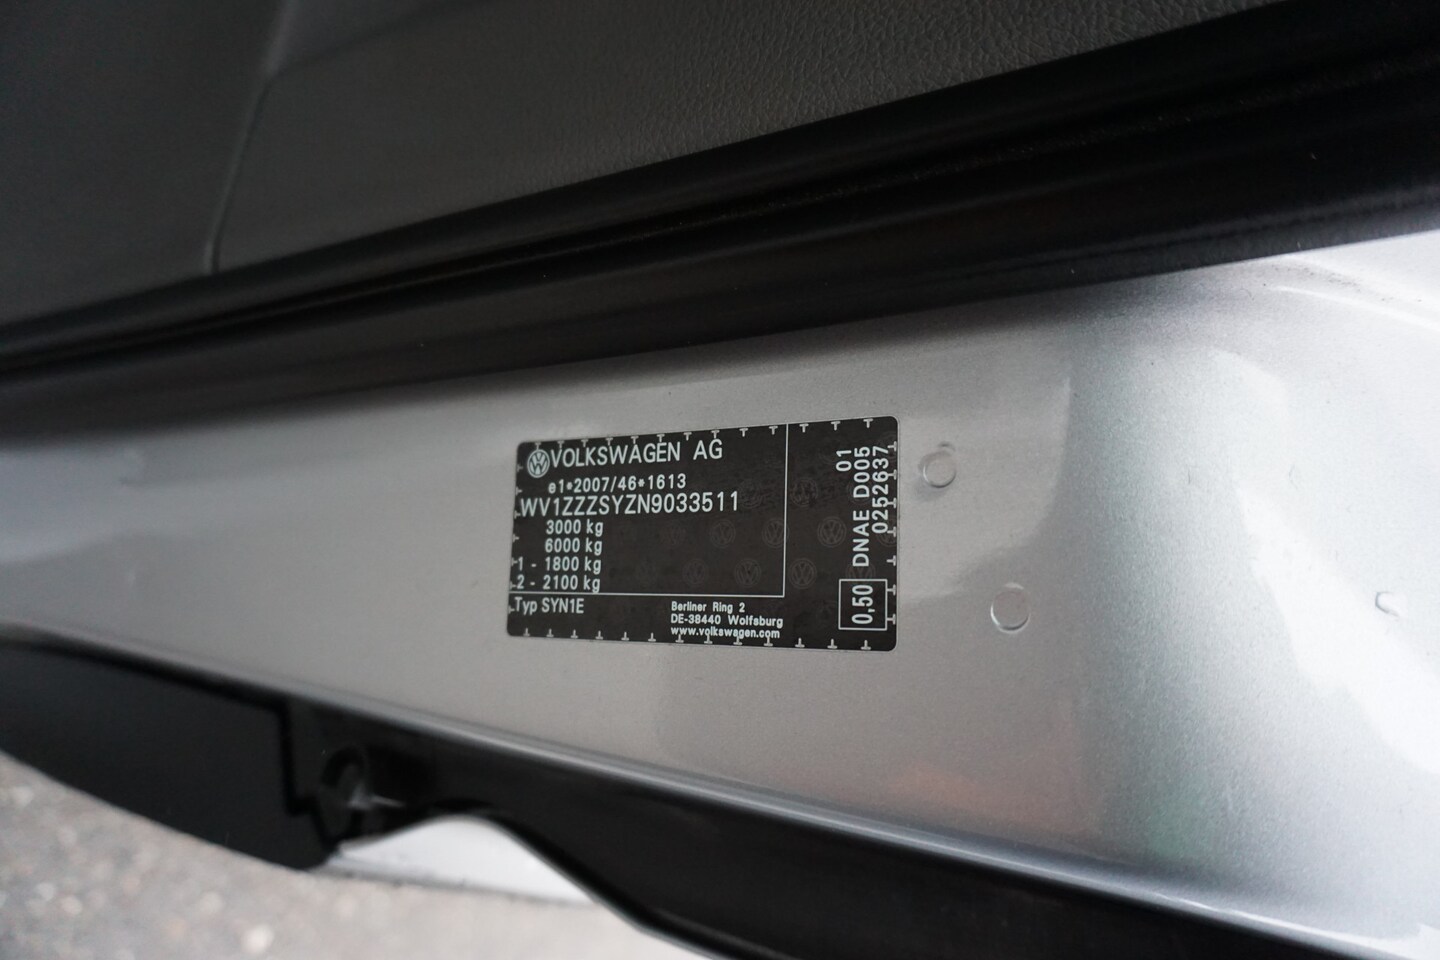 VOLKSWAGEN AG
e1*2007/46*1613
WV1ZZZSYZN9033511
3000 kg
6000 kg
1 - 1800 kg
2 - 2100 kg
Typ SYN1E
Berliner Ring 2
DE-38440 Wolfsburg
www.volkswagen.com
0,50
DNAE D005 01
0252637